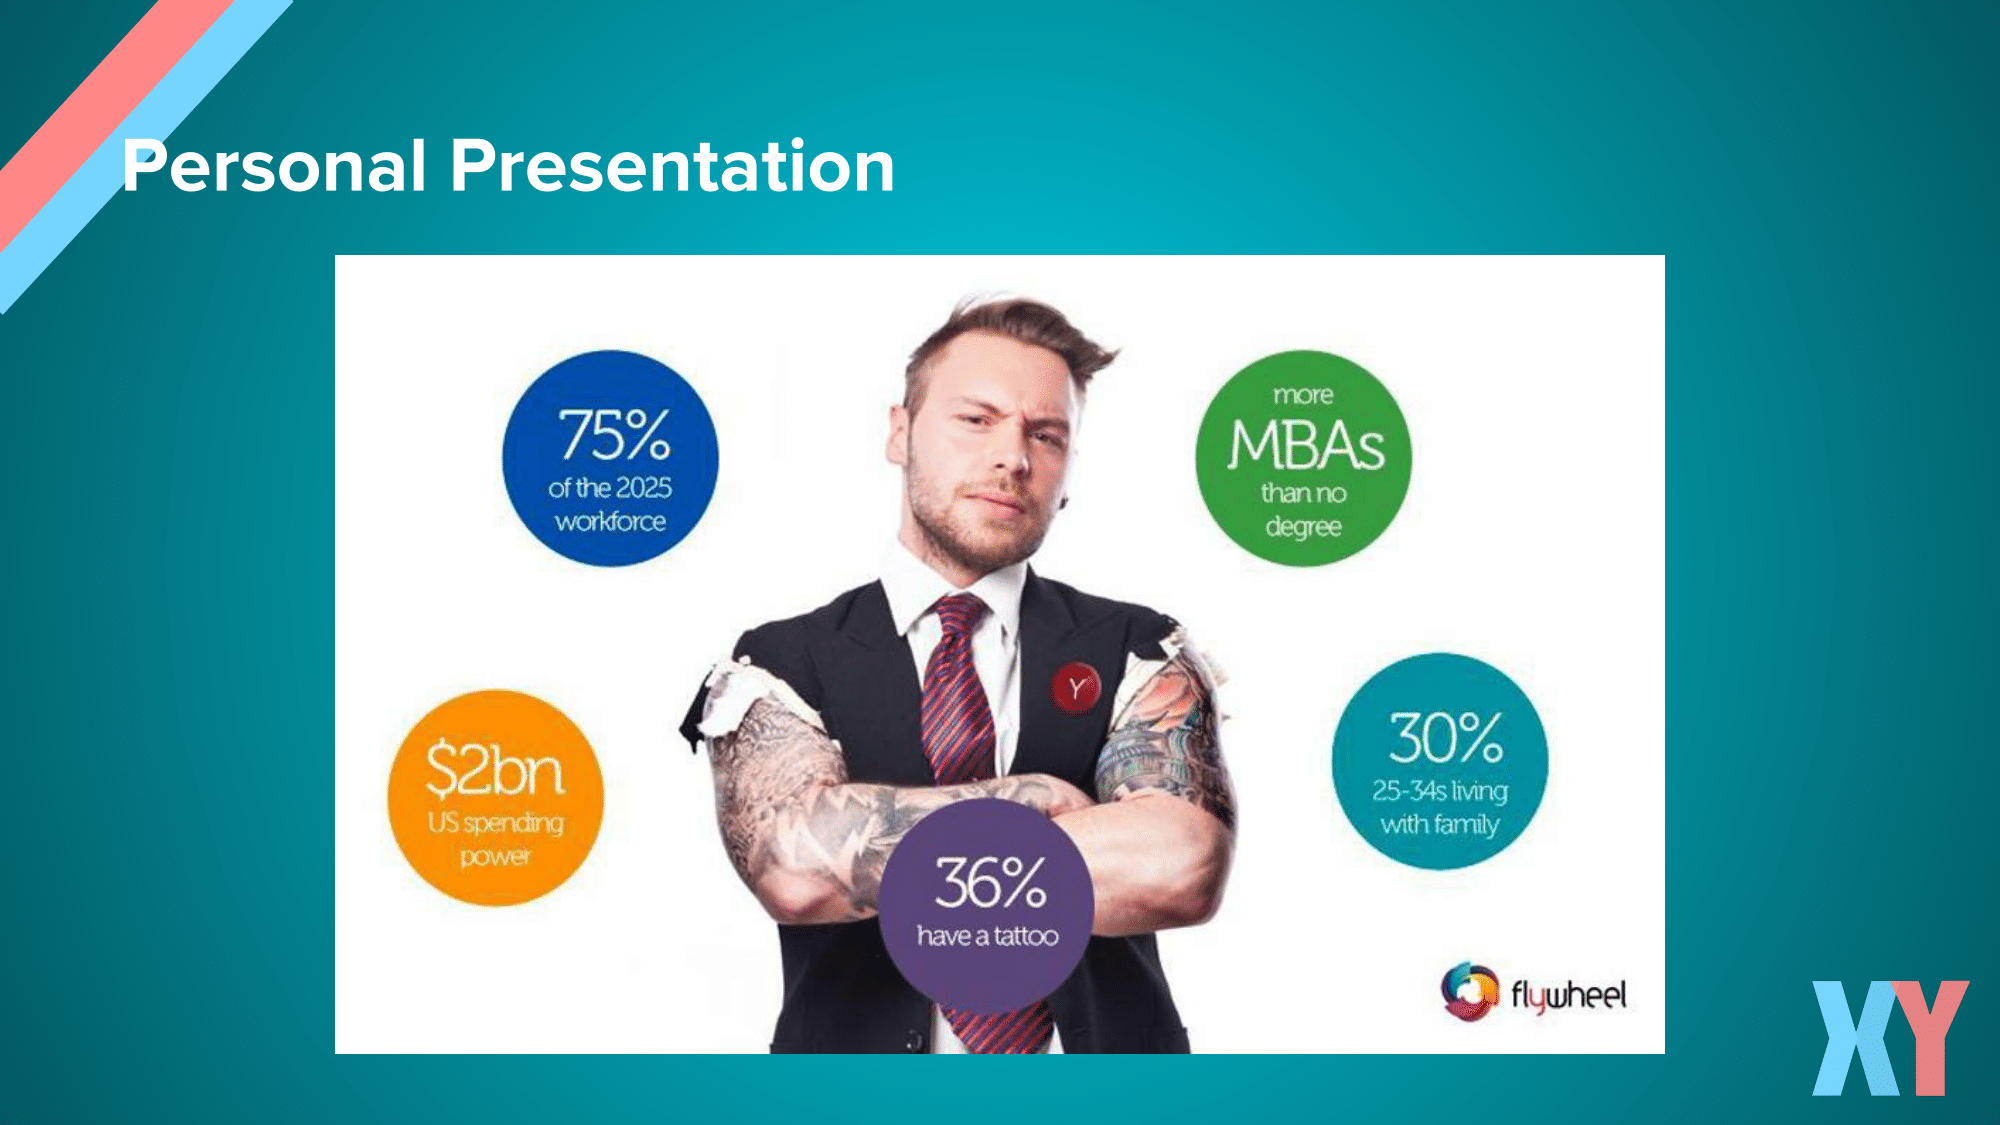 Personal Presentation
75%
of the 2025
workforce
more
MBAs
than no
degree
Y
$2bn
US spending
power
30%
25-34s living
with family
36%
have a tattoo
flywheel
XY